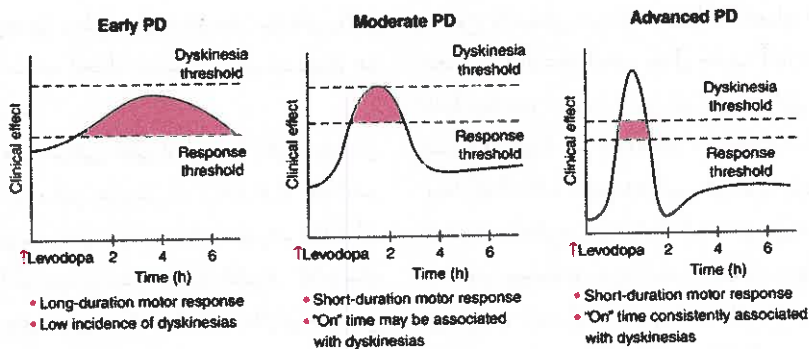 Early PD
Dyskinesia
threshold
Clinical effect
Response
threshold
↑Levodopa
2
4
6
Time (h)
• Long-duration motor response
• Low incidence of dyskinesias
Moderate PD
Dyskinesia
threshold
Clinical effect
Response
threshold
↑Levodopa
2
4
6
Time (h)
• Short-duration motor response
• "On" time may be associated
with dyskinesias
Advanced PD
Dyskinesia
threshold
Clinical effect
Response
threshold
↑Levodopa
2
4
6
Time (h)
• Short-duration motor response
• "On" time consistently associated
with dyskinesias